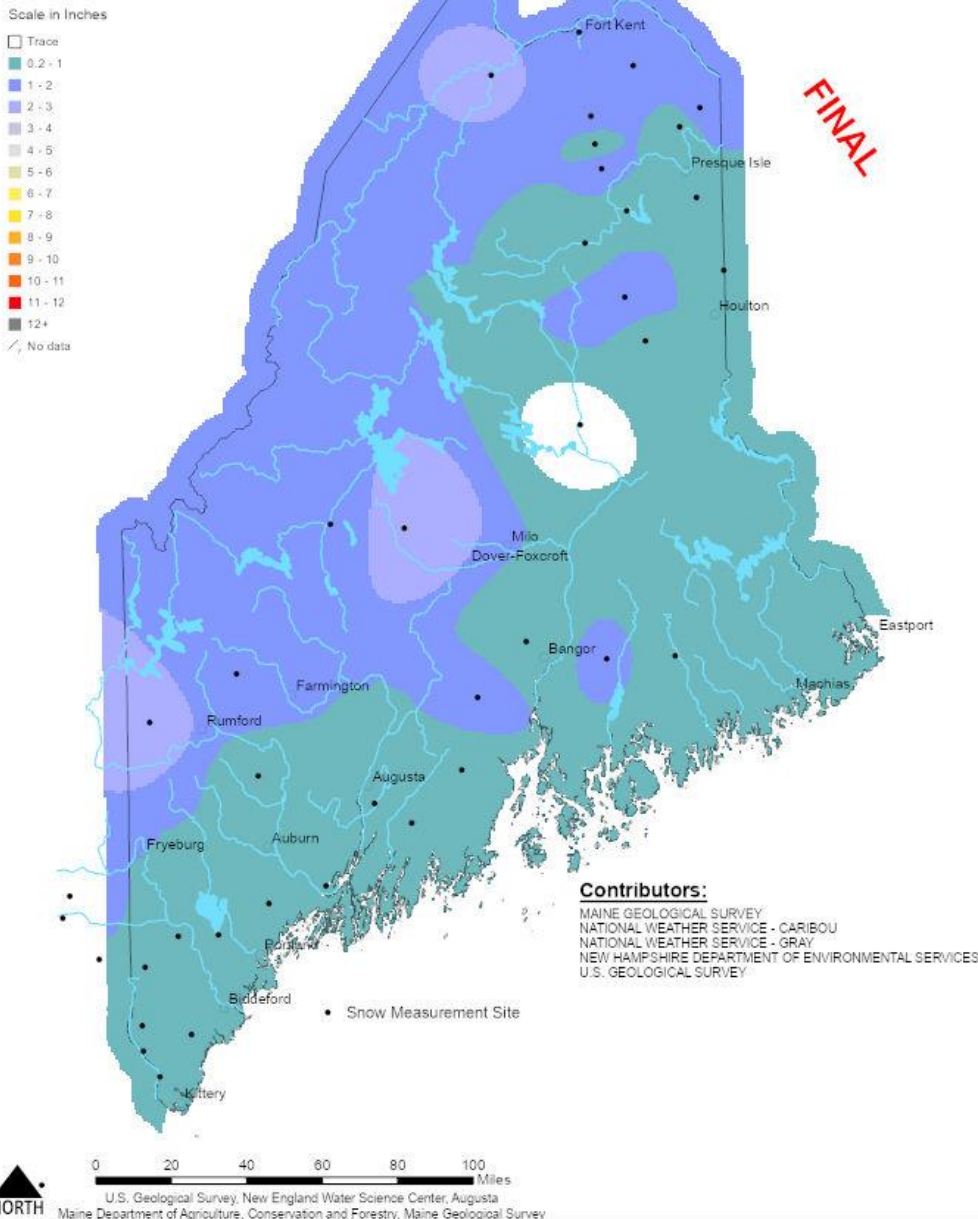 Scale in Inches
Trace
0.2 - 1
1 - 2
2 - 3
3 - 4
4 - 5
5 - 6
6 - 7
7 - 8
8 - 9
9 - 10
10 - 11
11 - 12
12+
No data
Fort Kent
FINAL
Presque Isle
Houlton
Milo
Dover-Foxcroft
Eastport
Bangor
Machias
Farmington
Rumford
Augusta
Auburn
Fryeburg
Portland
Biddeford
Kittery
Contributors:
MAINE GEOLOGICAL SURVEY
NATIONAL WEATHER SERVICE - CARIBOU
NATIONAL WEATHER SERVICE - GRAY
NEW HAMPSHIRE DEPARTMENT OF ENVIRONMENTAL SERVICES
U.S. GEOLOGICAL SURVEY
Snow Measurement Site
0 20 40 60 80 100
Miles
NORTH
U.S. Geological Survey, New England Water Science Center, Augusta
Maine Department of Agriculture, Conservation and Forestry, Maine Geological Survey